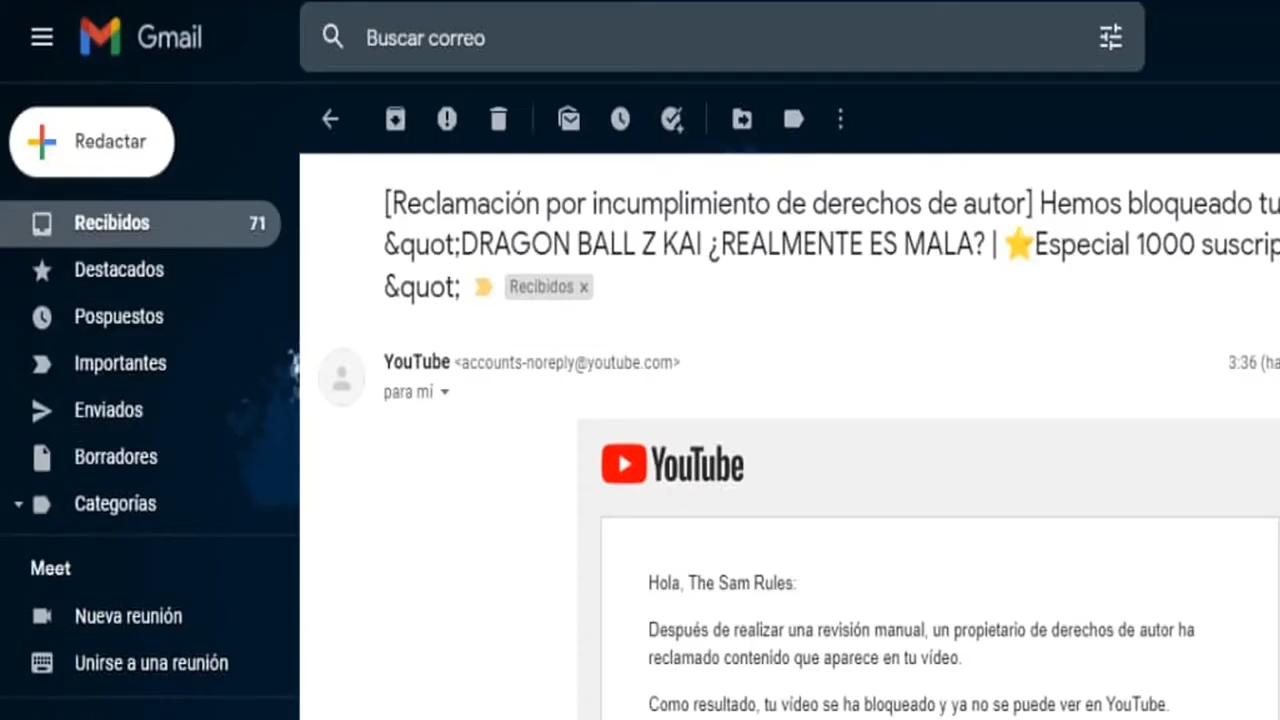 Gmail
Buscar correo
Redactar
Recibidos 71
Destacados
Pospuestos
Importantes
Enviados
Borradores
Categorías
Meet
Nueva reunión
Unirse a una reunión
[Reclamación por incumplimiento de derechos de autor] Hemos bloqueado tu
&quot;DRAGON BALL Z KAI ¿REALMENTE ES MALA? | ⭐Especial 1000 suscrip
&quot; Recibidos ×
YouTube <accounts-noreply@youtube.com> 3:36 (ha
para mí
YouTube
Hola, The Sam Rules:
Después de realizar una revisión manual, un propietario de derechos de autor ha
reclamado contenido que aparece en tu vídeo.
Como resultado, tu vídeo se ha bloqueado y ya no se puede ver en YouTube.